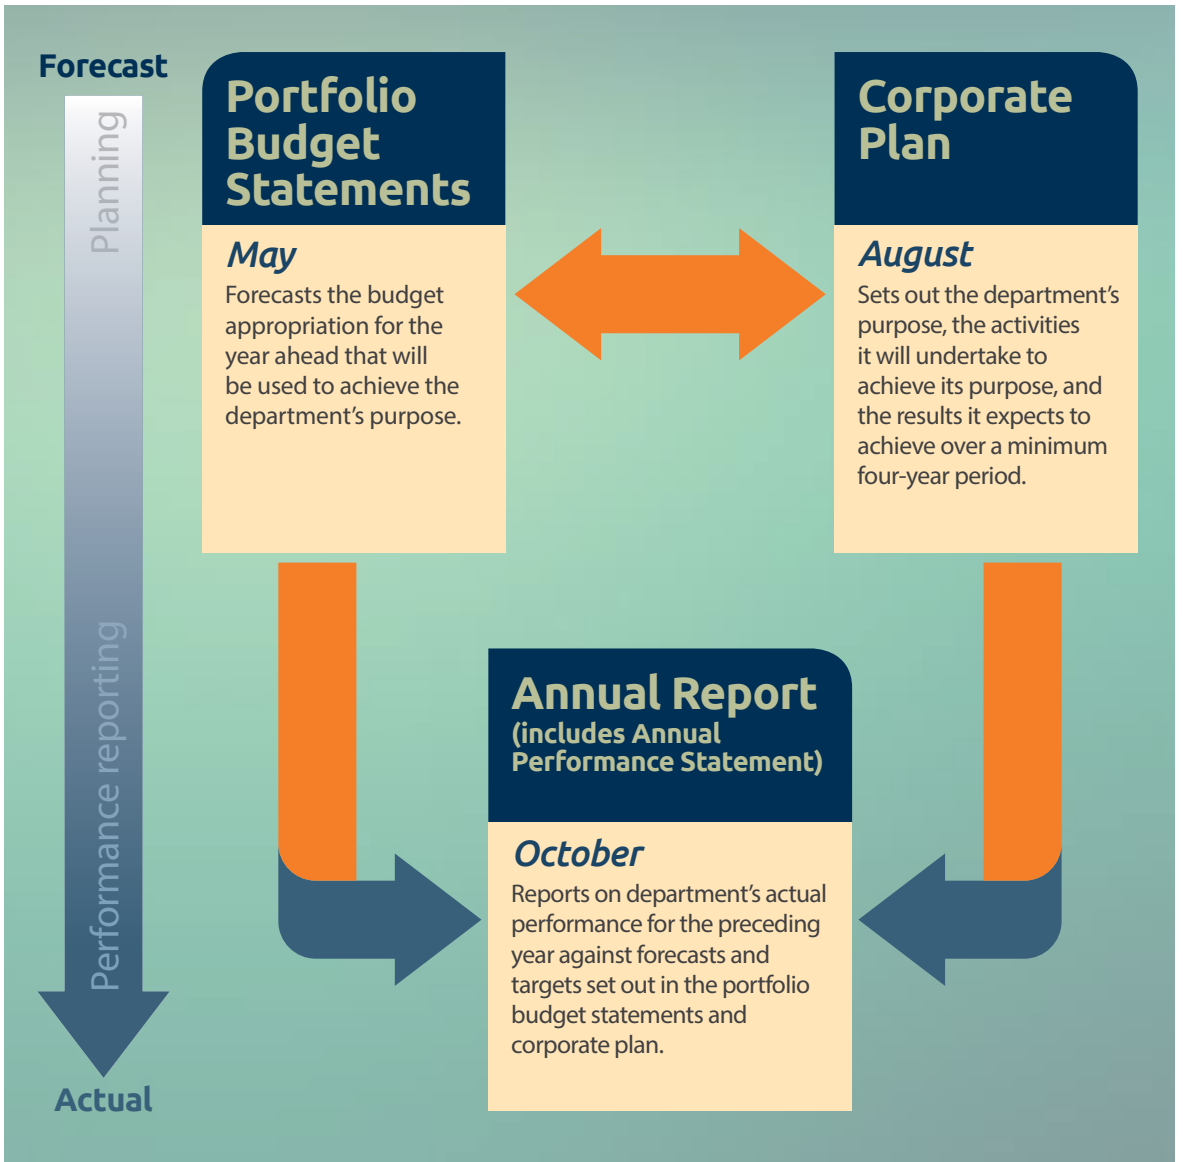 Forecast
Planning
Performance reporting
Actual
Portfolio
Budget
Statements
May
Forecasts the budget
appropriation for the
year ahead that will
be used to achieve the
department’s purpose.
Corporate
Plan
August
Sets out the department’s
purpose, the activities
it will undertake to
achieve its purpose, and
the results it expects to
achieve over a minimum
four-year period.
Annual Report
(includes Annual
Performance Statement)
October
Reports on department’s actual
performance for the preceding
year against forecasts and
targets set out in the portfolio
budget statements and
corporate plan.